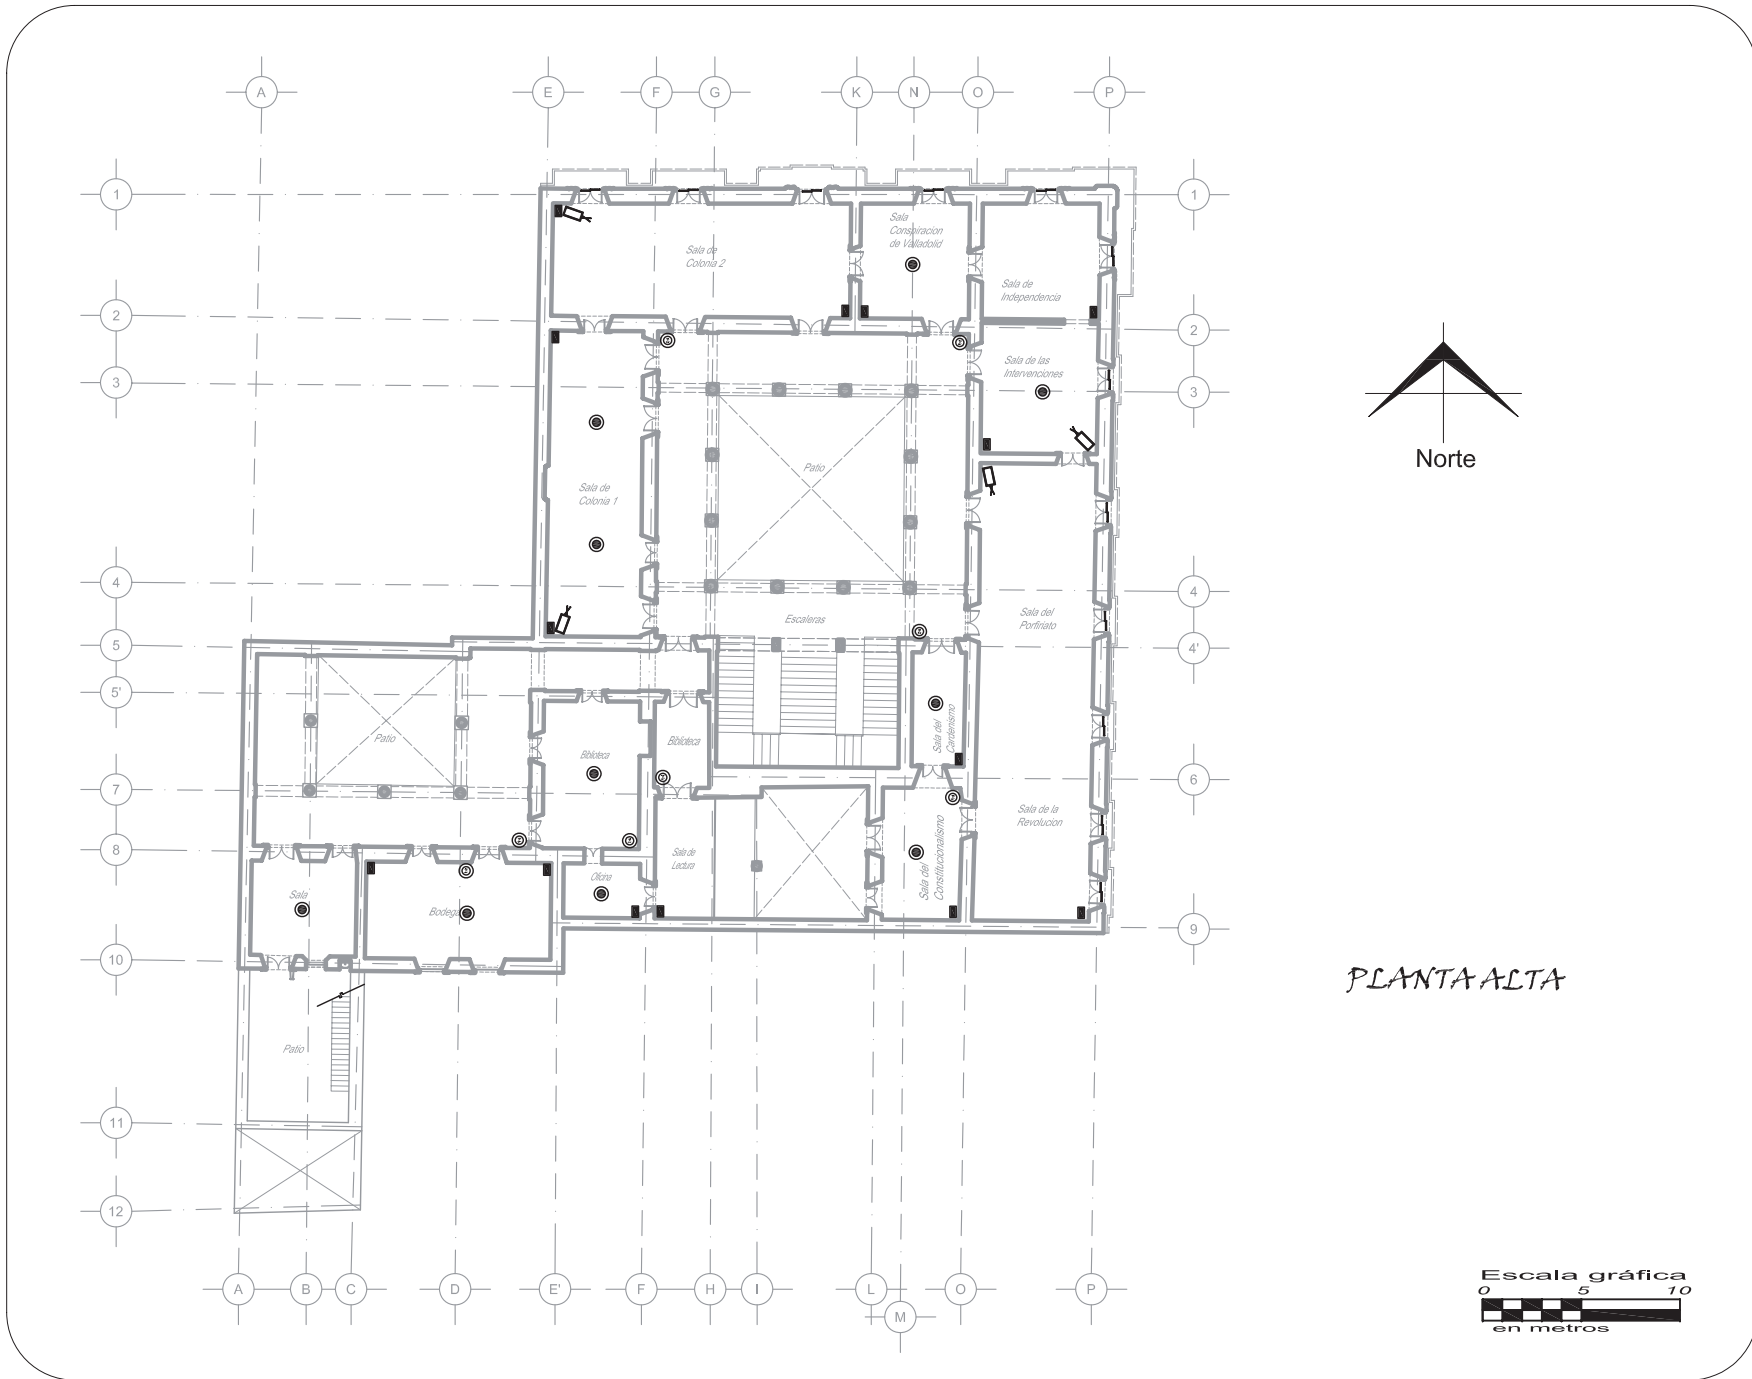 A E F G K N O P
1 1
Sala
Conspiracion
de Valladolid
Sala de
Colonia 2
Sala de
Independencia
2 2
Sala de las
Intervenciones
3 3
Norte
Patio
Sala de
Colonia 1
4 4
Sala del
Porfiriato
Escaleras
5 4'
5'
Patio
Biblioteca
Biblioteca
Sala del
Cardenismo
6
7
Sala de la
Revolucion
Sala del
Constitucionalismo
8
Sala de
Lectura
Oficina
Sala
Bodega
9
10
PLANTA ALTA
Patio
11
12
Escala gráfica
0 5 10
en metros
A B C D E' F H I L M O P